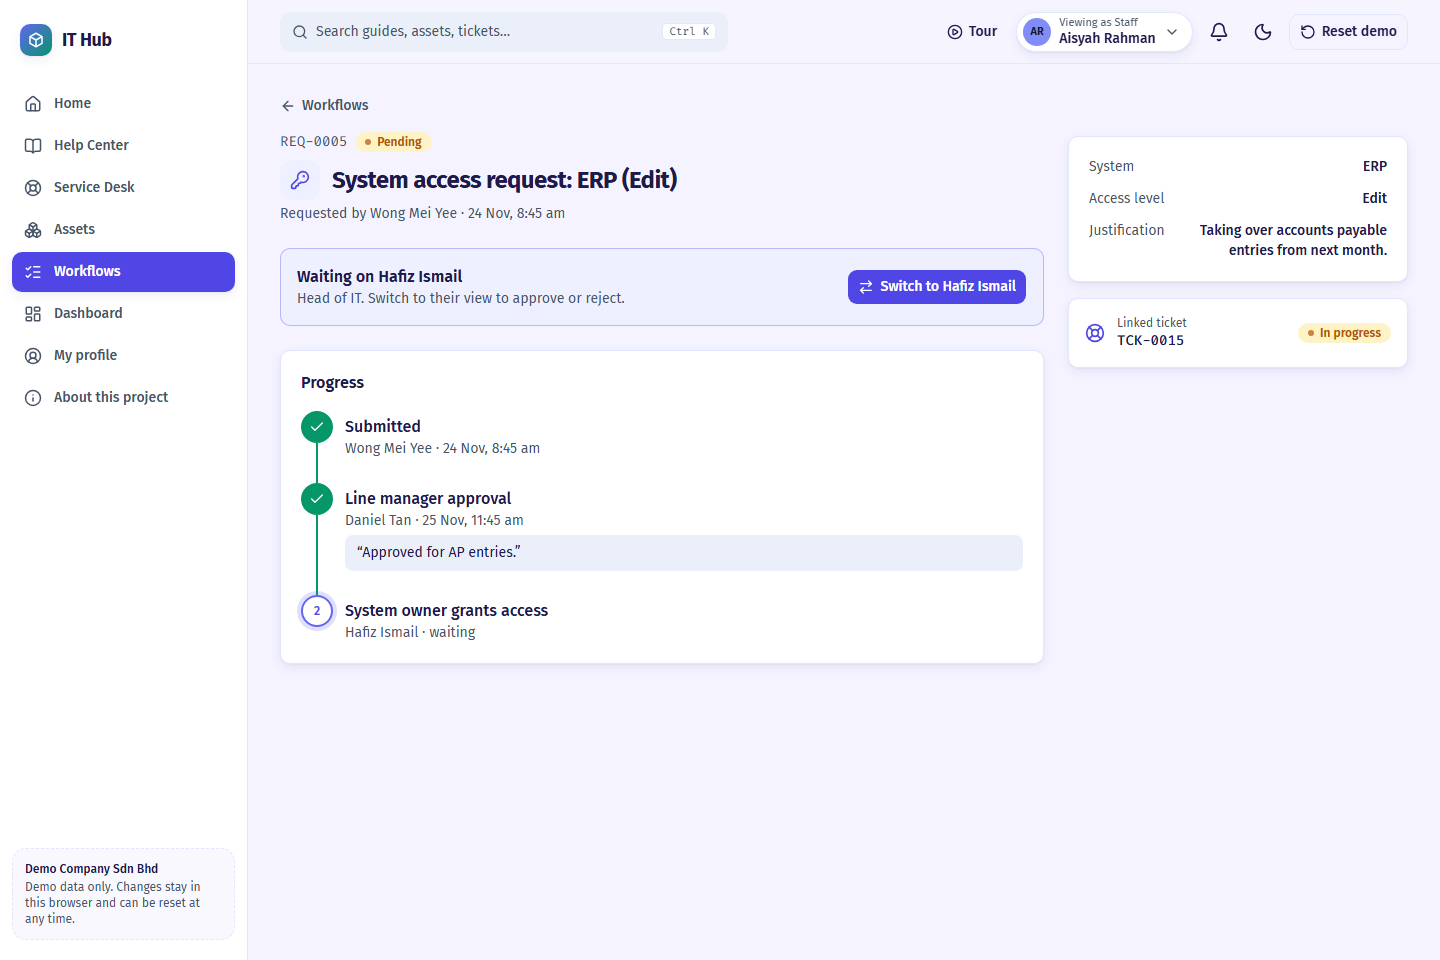 IT Hub
Home
Help Center
Service Desk
Assets
Workflows
Dashboard
My profile
About this project
Demo Company Sdn Bhd
Demo data only. Changes stay in
this browser and can be reset at
any time.
Search guides, assets, tickets...
Ctrl K
Tour
AR
Viewing as Staff
Aisyah Rahman
Reset demo
Workflows
REQ-0005
Pending
System access request: ERP (Edit)
Requested by Wong Mei Yee · 24 Nov, 8:45 am
Waiting on Hafiz Ismail
Head of IT. Switch to their view to approve or reject.
Switch to Hafiz Ismail
Progress
Submitted
Wong Mei Yee · 24 Nov, 8:45 am
Line manager approval
Daniel Tan · 25 Nov, 11:45 am
“Approved for AP entries.”
2
System owner grants access
Hafiz Ismail · waiting
System
ERP
Access level
Edit
Justification
Taking over accounts payable
entries from next month.
Linked ticket
TCK-0015
In progress